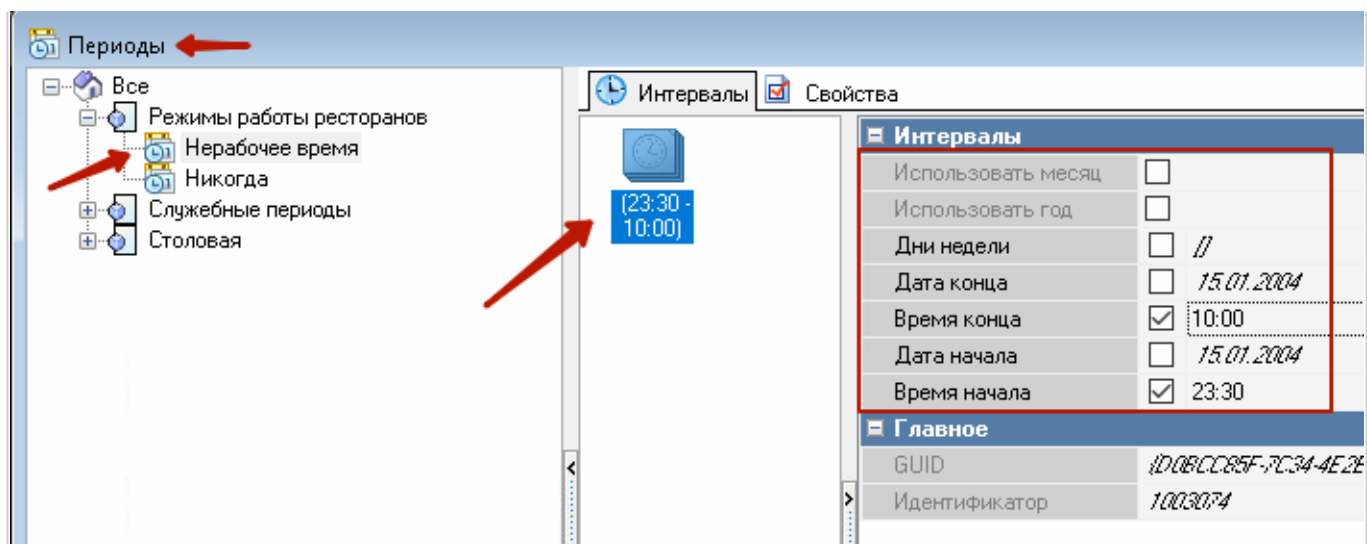 Периоды
Все
Режимы работы ресторанов
Нерабочее время
Никогда
Служебные периоды
Столовая
Интервалы
Свойства
(23:30 -
10:00)
Интервалы
Использовать месяц
Использовать год
Дни недели []
Дата конца 15.01.2004
Время конца 10:00
Дата начала 15.01.2004
Время начала 23:30
Главное
GUID {D0BCC85F-7C34-4E2E
Идентификатор 1003074